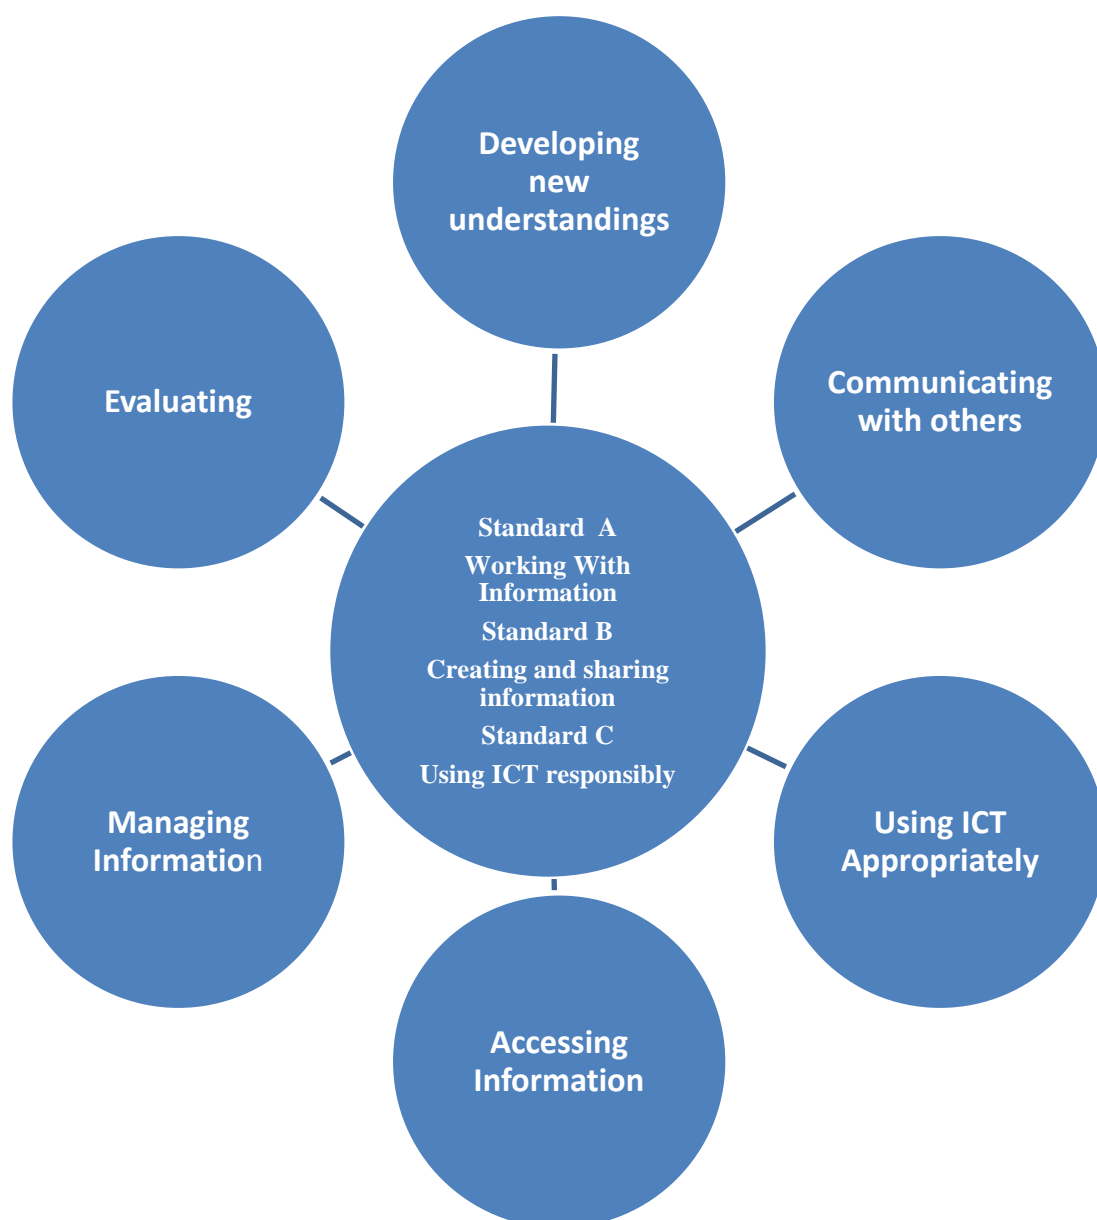 Developing
new
understandings
Evaluating
Communicating
with others
Standard  A
Working With
Information
Standard B
Creating and sharing
information
Standard C
Using ICT responsibly
Managing
Information
Using ICT
Appropriately
Accessing
Information